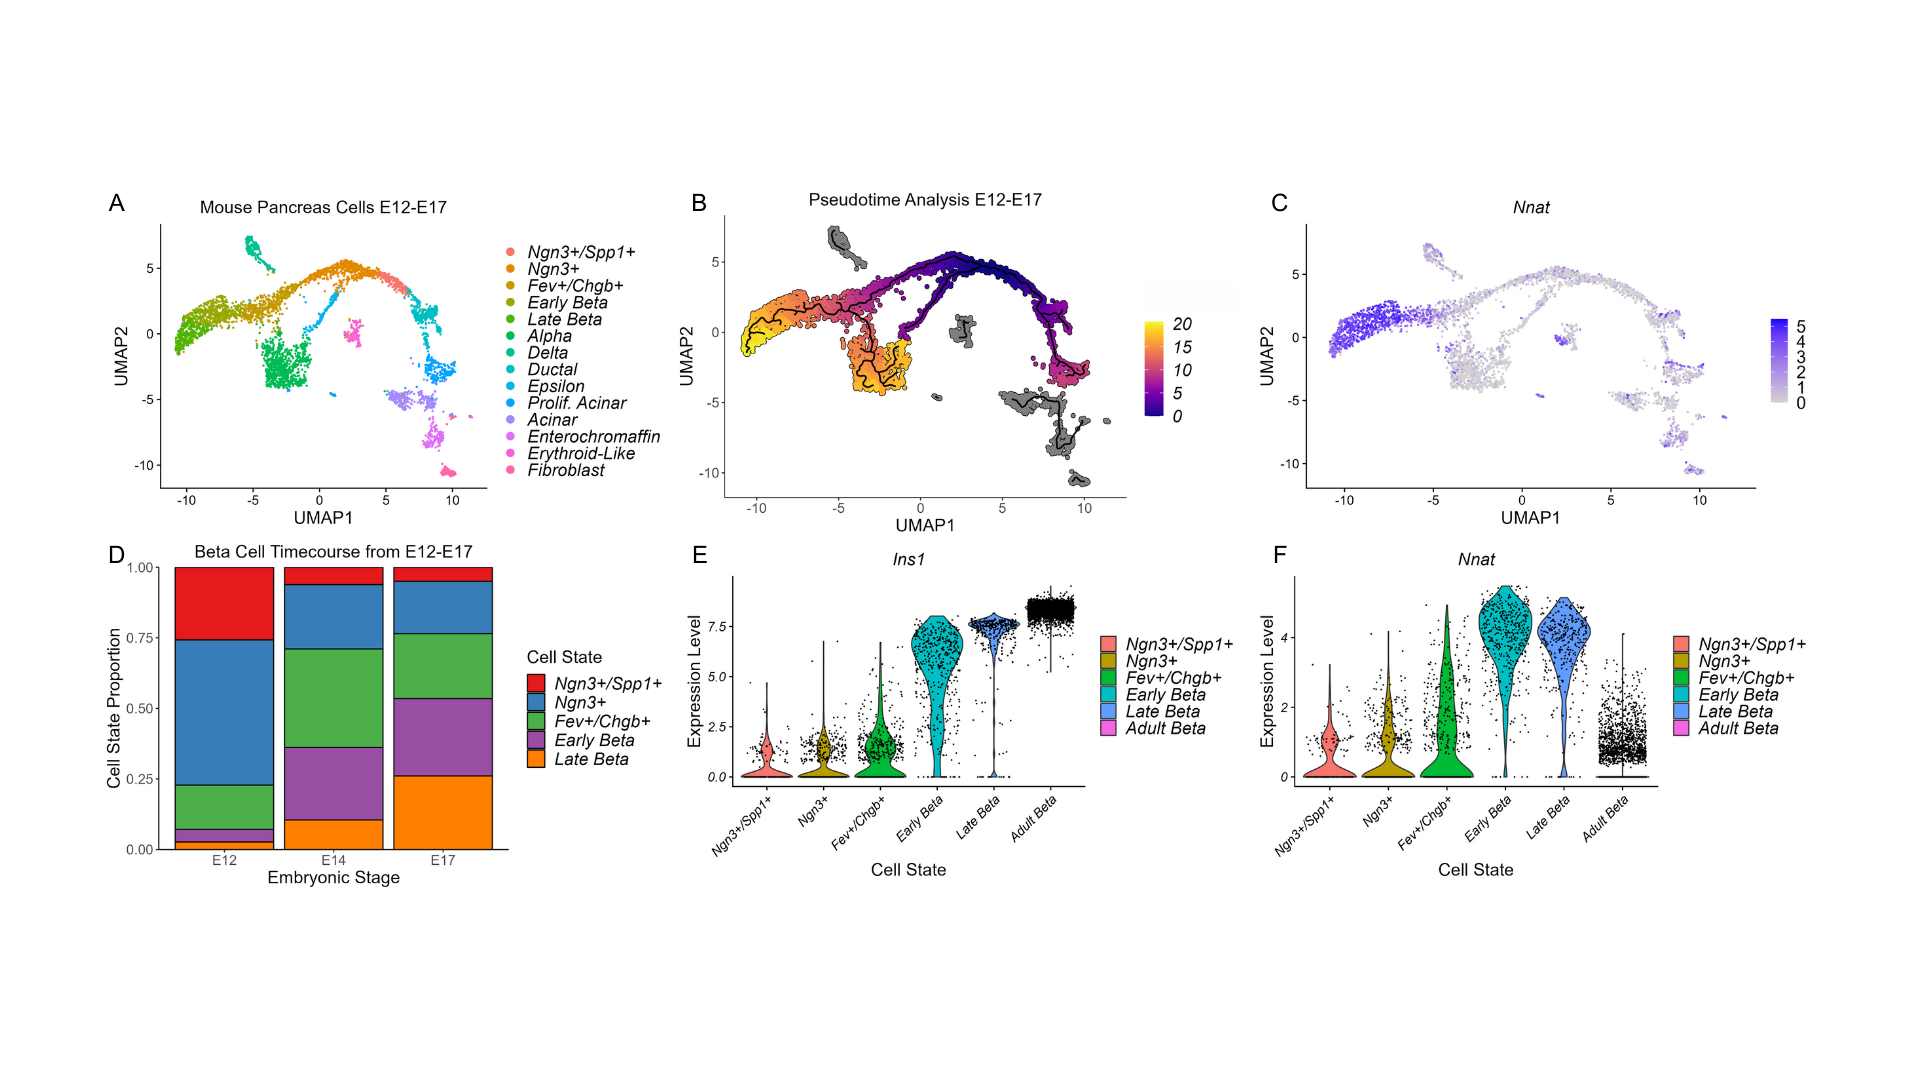 A
Mouse Pancreas Cells E12-E17
UMAP2
5
0
-5
-10
-10
-5
0
5
10
UMAP1
Ngn3+/Spp1+
Ngn3+
Fev+/Chgb+
Early Beta
Late Beta
Alpha
Delta
Ductal
Epsilon
Prolif. Acinar
Acinar
Enterochromaffin
Erythroid-Like
Fibroblast
B
Pseudotime Analysis E12-E17
UMAP2
5
0
-5
-10
-10
-5
0
5
10
UMAP1
20
15
10
5
0
C
Nnat
UMAP2
5
0
-5
-10
-10
-5
0
5
10
UMAP1
5
4
3
2
1
0
D
Beta Cell Timecourse from E12-E17
Cell State Proportion
1.00
0.75
0.50
0.25
0.00
E12
E14
E17
Embryonic Stage
Cell State
Ngn3+/Spp1+
Ngn3+
Fev+/Chgb+
Early Beta
Late Beta
E
Ins1
Expression Level
7.5
5.0
2.5
0.0
Ngn3+/Spp1+
Ngn3+
Fev+/Chgb+
Early Beta
Late Beta
Adult Beta
Cell State
Ngn3+/Spp1+
Ngn3+
Fev+/Chgb+
Early Beta
Late Beta
Adult Beta
F
Nnat
Expression Level
4
2
0
Ngn3+/Spp1+
Ngn3+
Fev+/Chgb+
Early Beta
Late Beta
Adult Beta
Cell State
Ngn3+/Spp1+
Ngn3+
Fev+/Chgb+
Early Beta
Late Beta
Adult Beta